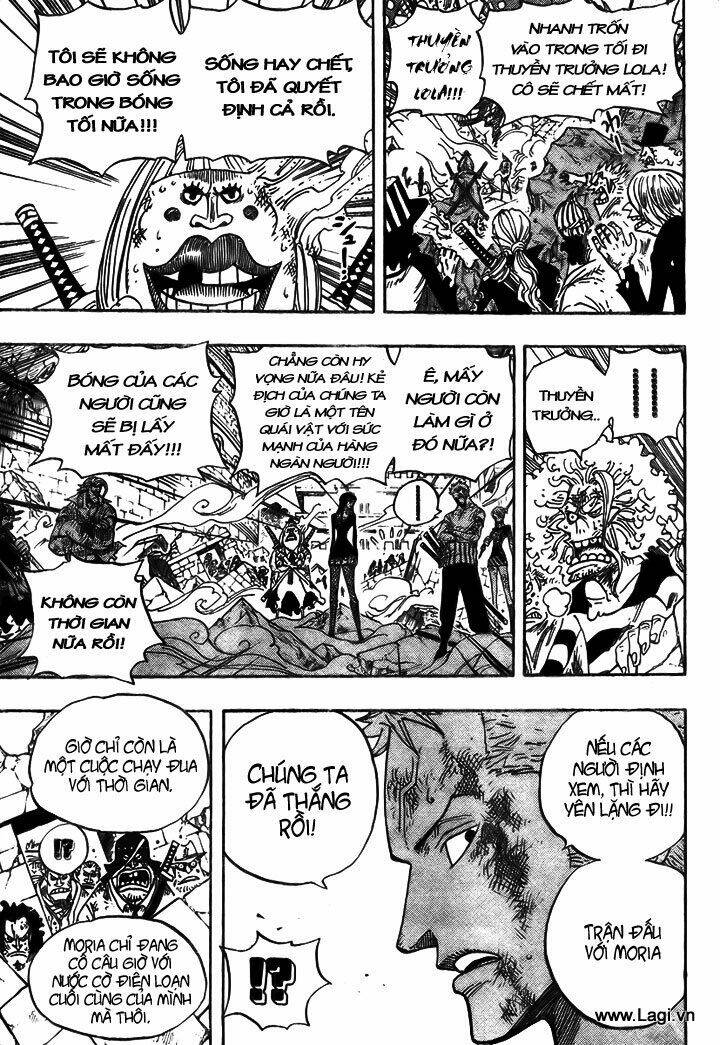 NHANH TRỐN
VÀO TRONG TỐI ĐI
THUYỀN TRƯỞNG LOLA!
CÔ SẼ CHẾT MẤT!
THUYỀN
TRƯỞNG
LOLA!!!
SỐNG HAY CHẾT,
TÔI ĐÃ QUYẾT
ĐỊNH CẢ RỒI.
TÔI SẼ KHÔNG
BAO GIỜ SỐNG
TRONG BÓNG
TỐI NỮA!!!
THUYỀN
TRƯỞNG..
Ê, MẤY
NGƯỜI CÒN
LÀM GÌ Ở
ĐÓ NỮA?!
CHẲNG CÒN HY
VỌNG NỮA ĐÂU! KẺ
ĐỊCH CỦA CHÚNG TA
GIỜ LÀ MỘT TÊN
QUÁI VẬT VỚI SỨC
MẠNH CỦA HÀNG
NGÀN NGƯỜI!!!
BÓNG CỦA CÁC
NGƯỜI CŨNG
SẼ BỊ LẤY
MẤT ĐẤY!!!
KHÔNG CÒN
THỜI GIAN
NỮA RỒI!
NẾU CÁC
NGƯỜI ĐỊNH
XEM, THÌ HÃY
YÊN LẶNG ĐI!!
TRẬN ĐẤU
VỚI MORIA
CHÚNG TA
ĐÃ THẮNG
RỒI!
!?
GIỜ CHỈ CÒN LÀ
MỘT CUỘC CHẠY ĐUA
VỚI THỜI GIAN.
!?
MORIA CHỈ ĐANG
CỐ CÂU GIỜ VỚI
NƯỚC CỜ ĐIÊN LOẠN
CUỐI CÙNG CỦA MÌNH
MÀ THÔI.
www.Lagi.vn